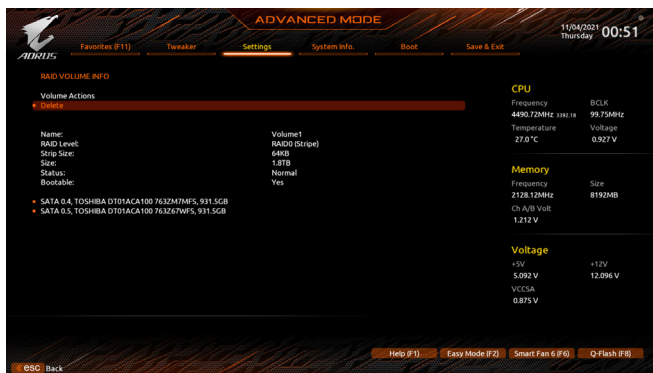 ADVANCED MODE
11/04/2021 Thursday 00:51
AORUS
Favorites (F11) Tweaker Settings System Info. Boot Save & Exit
RAID VOLUME INFO
Volume Actions
Delete
Name: Volume1
RAID Level: RAID0 (Stripe)
Strip Size: 64KB
Size: 1.8TB
Status: Normal
Bootable: Yes
SATA 0.4, TOSHIBA DT01ACA100 763ZM7MFS, 931.5GB
SATA 0.5, TOSHIBA DT01ACA100 763Z67WFS, 931.5GB
CPU
Frequency BCLK
4490.72MHz 3392.18 99.75MHz
Temperature Voltage
27.0 °C 0.927 V
Memory
Frequency Size
2128.12MHz 8192MB
Ch A/B Volt
1.212 V
Voltage
+5V +12V
5.092 V 12.096 V
VCCSA
0.875 V
Help (F1) Easy Mode (F2) Smart Fan 6 (F6) Q-Flash (F8)
esc Back